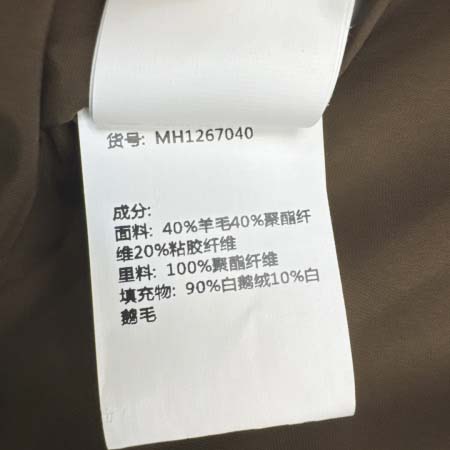 货号: MH1267040
成分:
面料: 40%羊毛40%聚酯纤
维20%粘胶纤维
里料: 100%聚酯纤维
填充物: 90%白鹅绒10%白
鹅毛